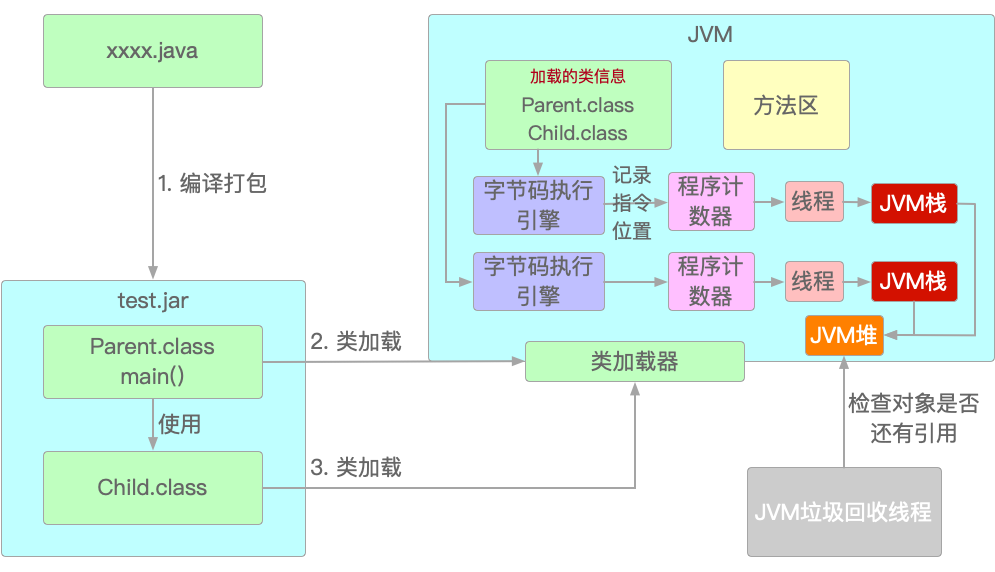 xxxx.java
1. 编译打包
test.jar
Parent.class
main()
使用
Child.class
2. 类加载
3. 类加载
JVM
加载的类信息
Parent.class
Child.class
方法区
字节码执行
引擎
记录
指令
位置
程序计
数器
线程
JVM栈
字节码执行
引擎
程序计
数器
线程
JVM栈
JVM堆
类加载器
检查对象是否
还有引用
JVM垃圾回收线程